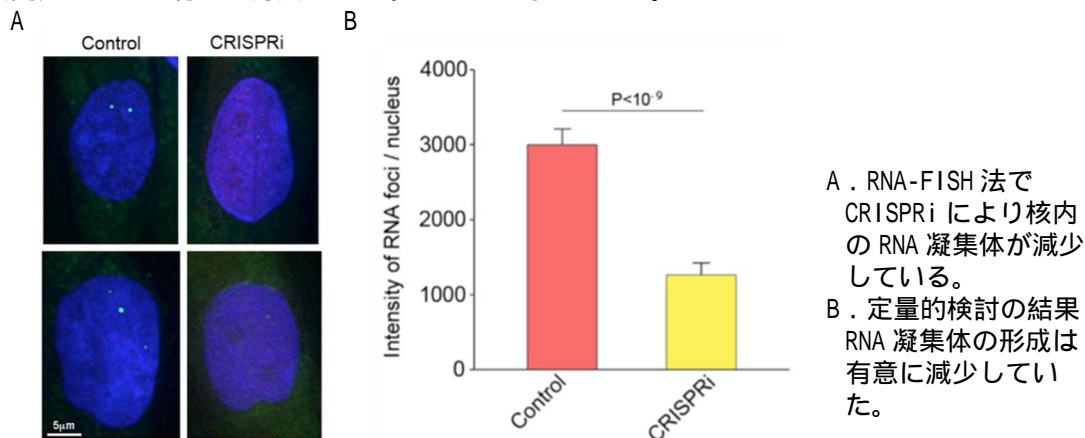 A
B
Control
CRISPRi
5μm
Intensity of RNA foci / nucleus
4000
3000
2000
1000
0
P<10-9
Control
CRISPRi
A．RNA-FISH 法で
CRISPRi により核内
の RNA 凝集体が減少
している。
B．定量的検討の結果
RNA 凝集体の形成は
有意に減少してい
た。